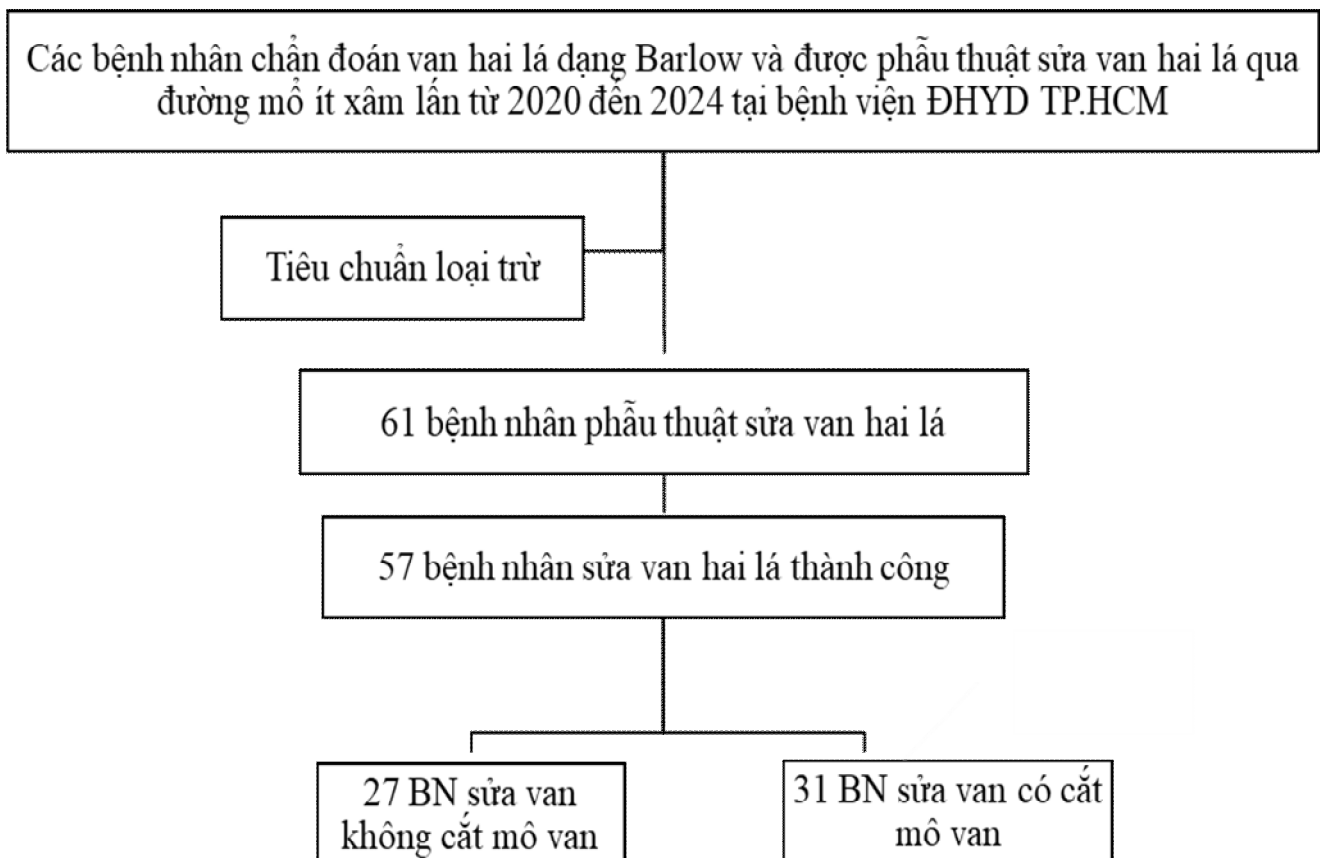 Các bệnh nhân chẩn đoán van hai lá dạng Barlow và được phẫu thuật sửa van hai lá qua
đường mổ ít xâm lấn từ 2020 đến 2024 tại bệnh viện ĐHYD TP.HCM
Tiêu chuẩn loại trừ
61 bệnh nhân phẫu thuật sửa van hai lá
57 bệnh nhân sửa van hai lá thành công
27 BN sửa van
không cắt mô van
31 BN sửa van có cắt
mô van